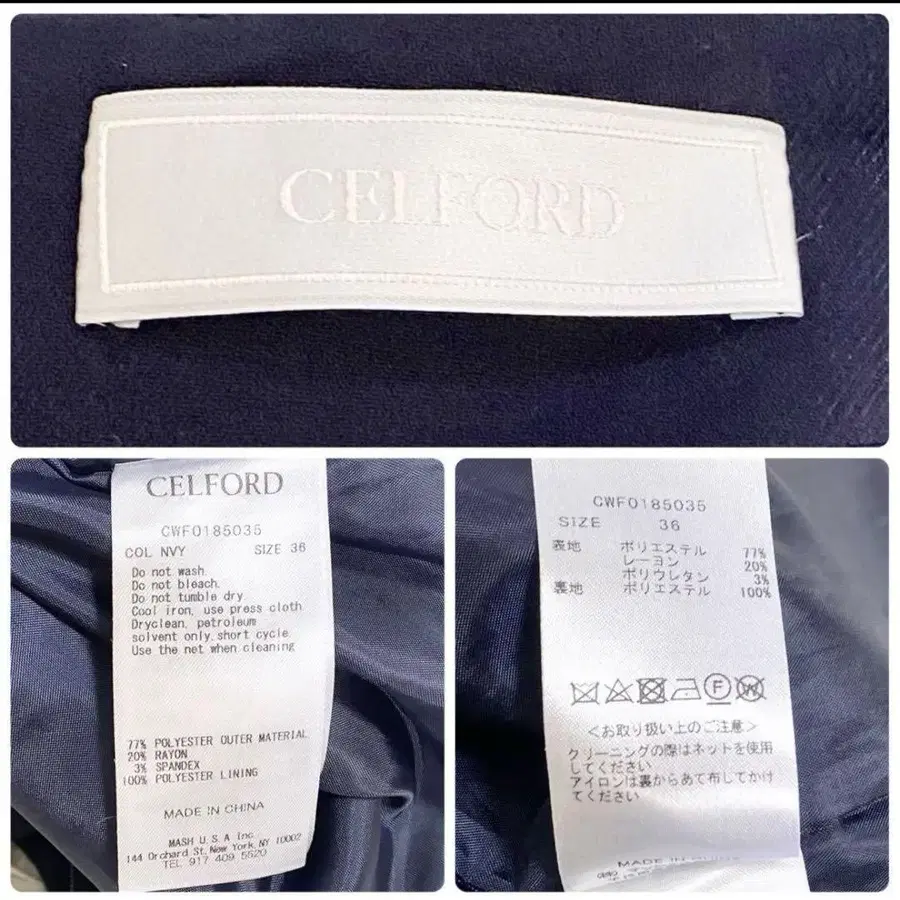 CELFORD
CELFORD
CWF0185035
COL NVY SIZE 36
Do not wash.
Do not bleach.
Do not tumble dry.
Cool iron, use press cloth
Dryclean, petroleum
solvent only,short cycle.
Use the net when cleaning
77% POLYESTER OUTER MATERIAL
20% RAYON
3% SPANDEX
100% POLYESTER LINING
MADE IN CHINA
MASH U.S.A Inc.
144 Orchard St. New York, NY 10002
TEL 917 409 5520
CWF0185035
SIZE 36
表地 ポリエステル 77%
レーヨン 20%
ポリウレタン 3%
裏地 ポリエステル 100%
F W
<お取り扱い上のご注意>
クリーニングの際はネットを使用
してください
アイロンは裏からあて布してかけ
てください
MADE IN